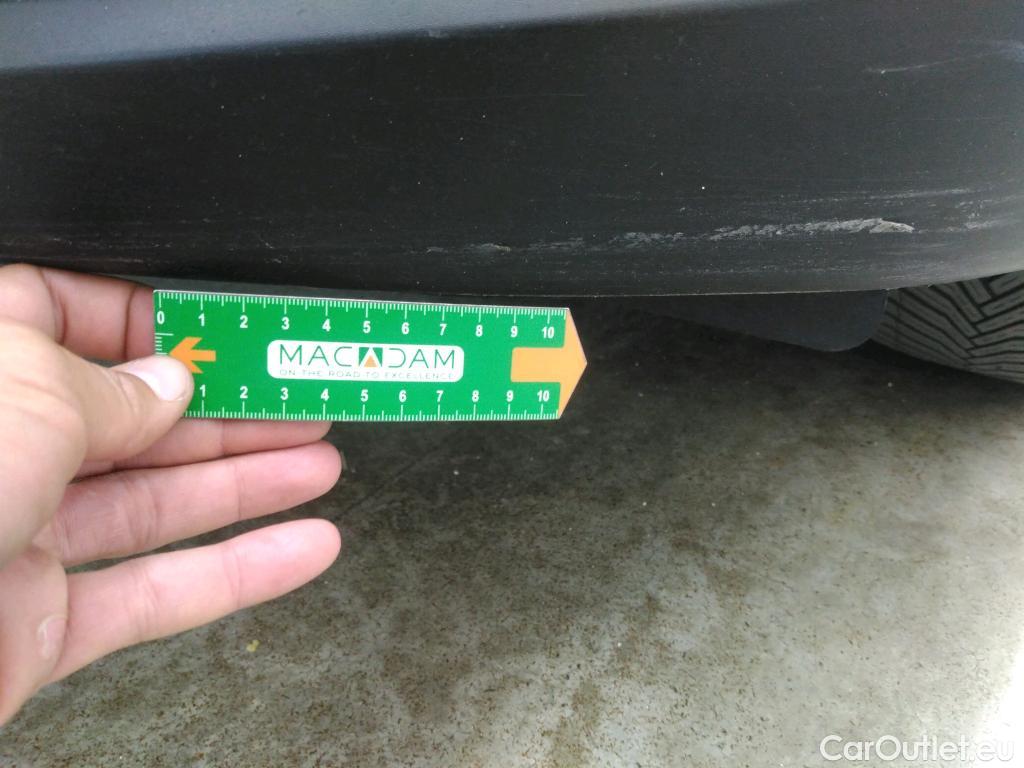 0 1 2 3 4 5 6 7 8 9 10
MACADAM
ON THE ROAD TO EXCELLENCE
1 2 3 4 5 6 7 8 9 10
CarOutlet.eu